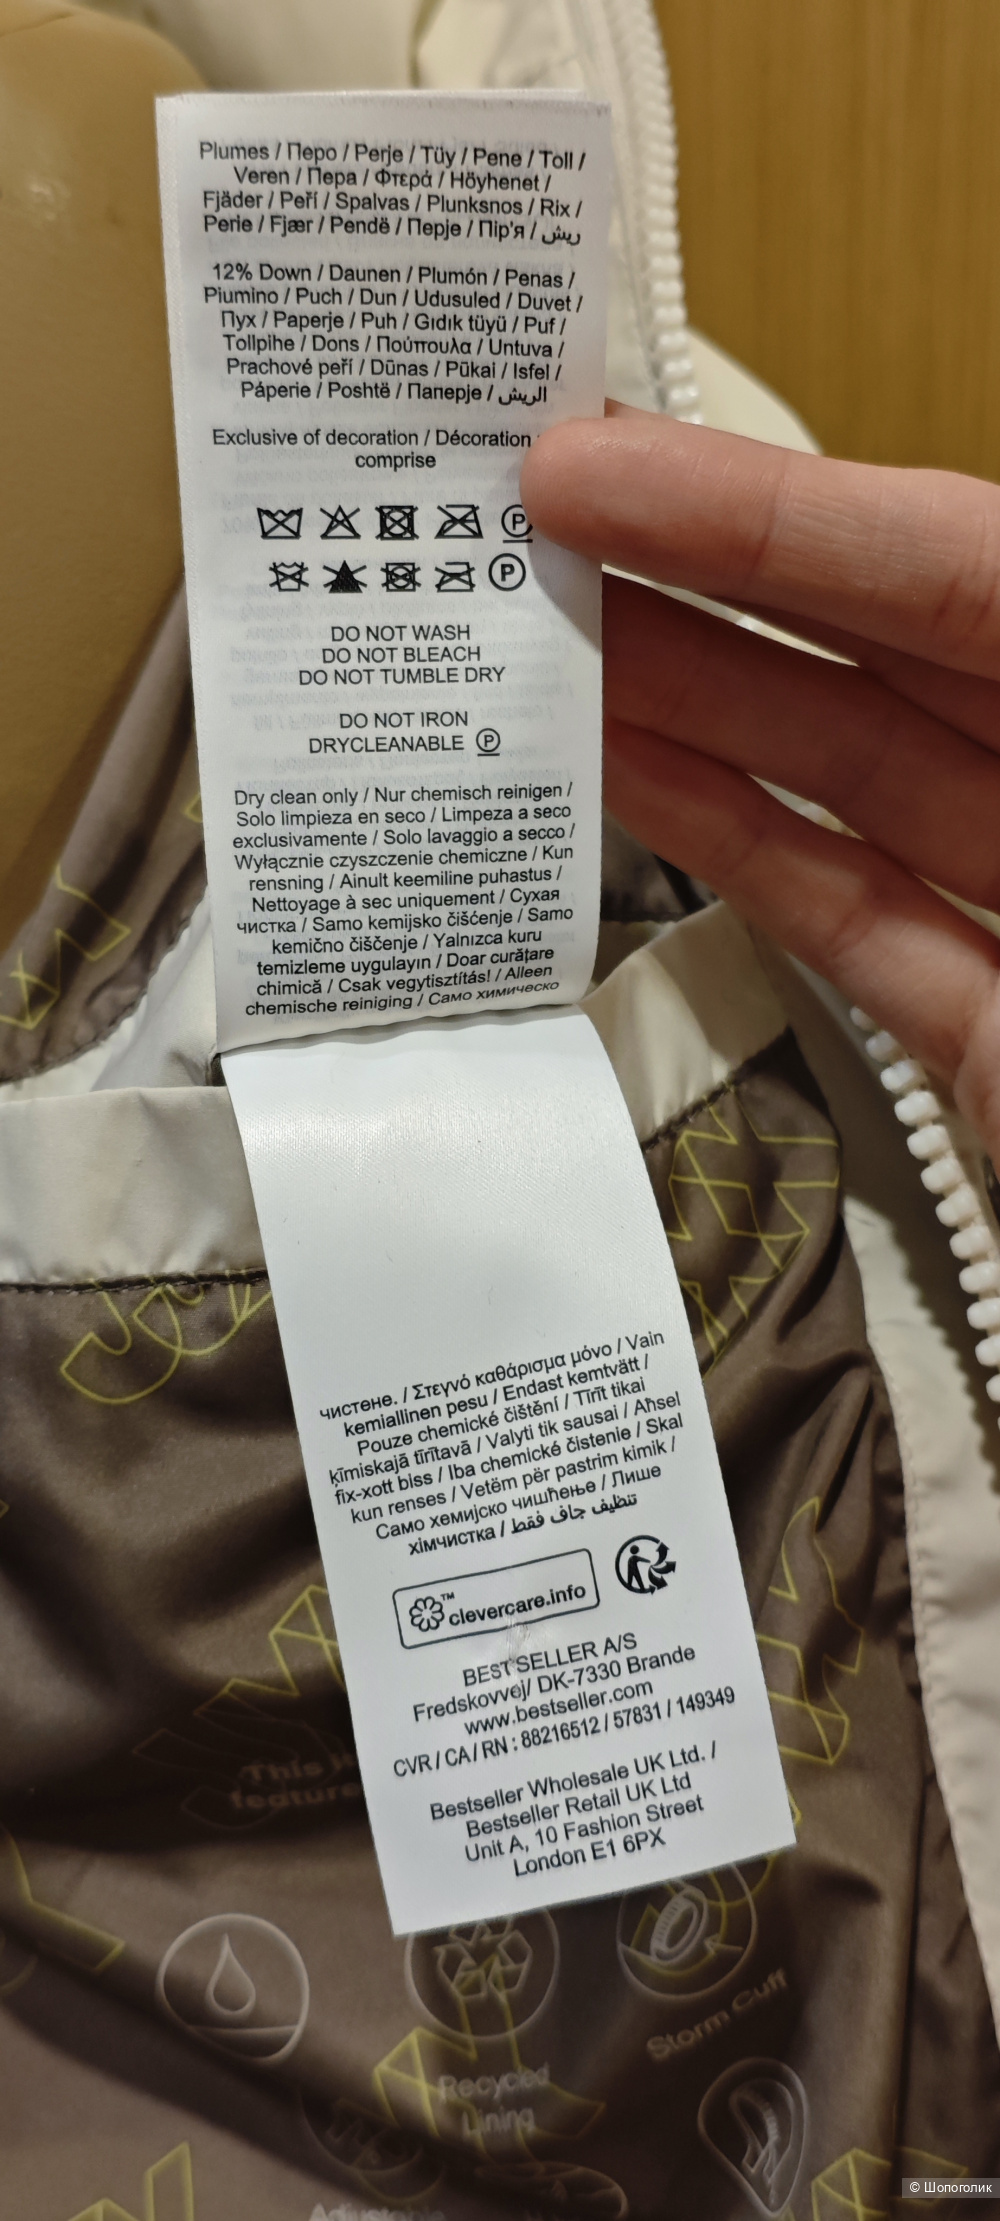 Plumes / Перо / Perje / Tüy / Pene / Toll /
Veren / Пера / Φτερά / Höyhenet /
Fjäder / Peří / Spalvas / Plunksnos / Rix /
Perie / Fjær / Pendë / Перје / Пір'я / ريش
12% Down / Daunen / Plumón / Penas /
Piumino / Puch / Dun / Udusuled / Duvet /
Пух / Paperje / Puh / Gıdık tüyü / Puf /
Tollpihe / Dons / Πούπουλα / Untuva /
Prachové peří / Dūnas / Pūkai / Isfel /
Páperie / Poshtë / Паперје / الريش
Exclusive of decoration / Décoration
comprise
P
P
DO NOT WASH
DO NOT BLEACH
DO NOT TUMBLE DRY
DO NOT IRON
DRYCLEANABLE P
Dry clean only / Nur chemisch reinigen /
Solo limpieza en seco / Limpeza a seco
exclusivamente / Solo lavaggio a secco /
Wyłącznie czyszczenie chemiczne / Kun
rensning / Ainult keemiline puhastus /
Nettoyage à sec uniquement / Сухая
чистка / Samo kemijsko čišćenje / Samo
kemično čiščenje / Yalnızca kuru
temizleme uygulayın / Doar curățare
chimică / Csak vegytisztítás! / Alleen
chemische reiniging / Само химическо
чистене. / Στεγνό καθάρισμα μόνο / Vain
kemiallinen pesu / Endast kemtvätt /
Pouze chemické čištění / Tīrīt tikai
ķīmiskajā tīrītavā / Valyti tik sausai / Aħsel
fix-xott biss / Iba chemické čistenie / Skal
kun renses / Vetëm për pastrim kimik /
Само хемијско чишћење / Лише
хімчистка / تنظيف جاف فقط
™ clevercare.info
BESTSELLER A/S
Fredskovvej/ DK-7330 Brande
www.bestseller.com
CVR / CA / RN : 88216512 / 57831 / 149349
Bestseller Wholesale UK Ltd. /
Bestseller Retail UK Ltd
Unit A, 10 Fashion Street
London E1 6PX
This
feature
Storm Cuff
Recycled
Lining
Adjustable
© Шопоголик